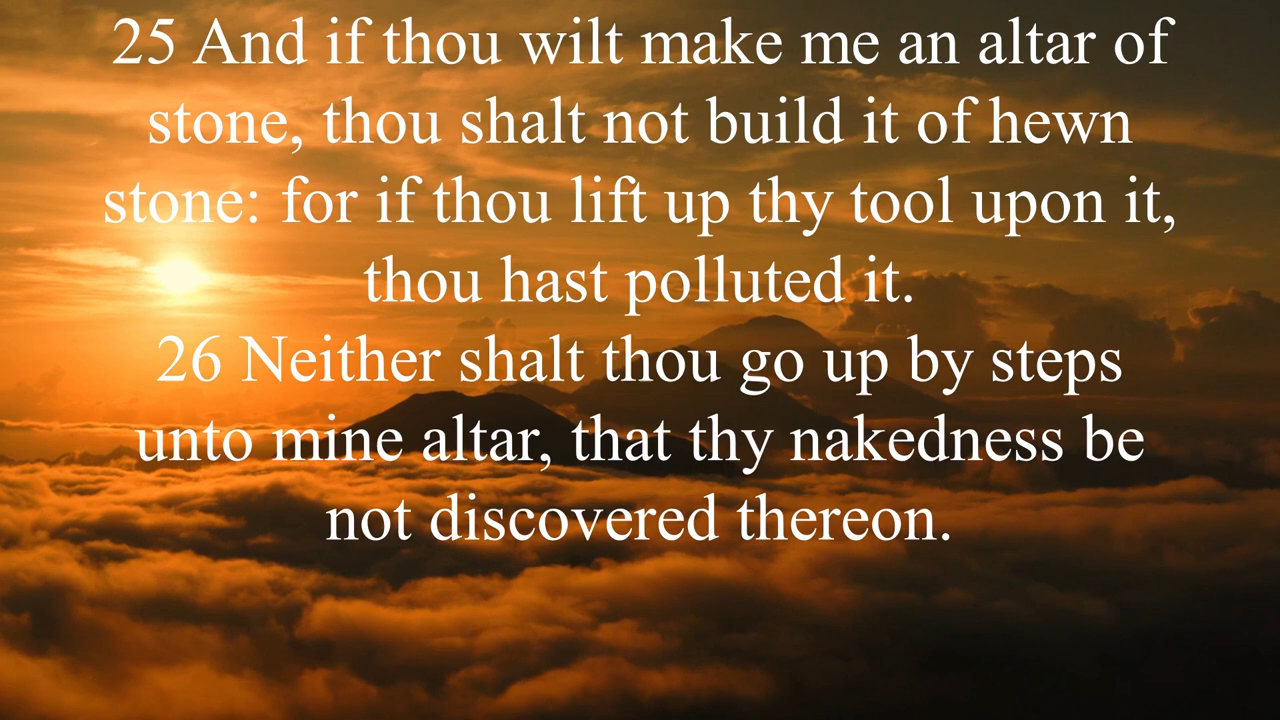 25 And if thou wilt make me an altar of
stone, thou shalt not build it of hewn
stone: for if thou lift up thy tool upon it,
thou hast polluted it.
26 Neither shalt thou go up by steps
unto mine altar, that thy nakedness be
not discovered thereon.